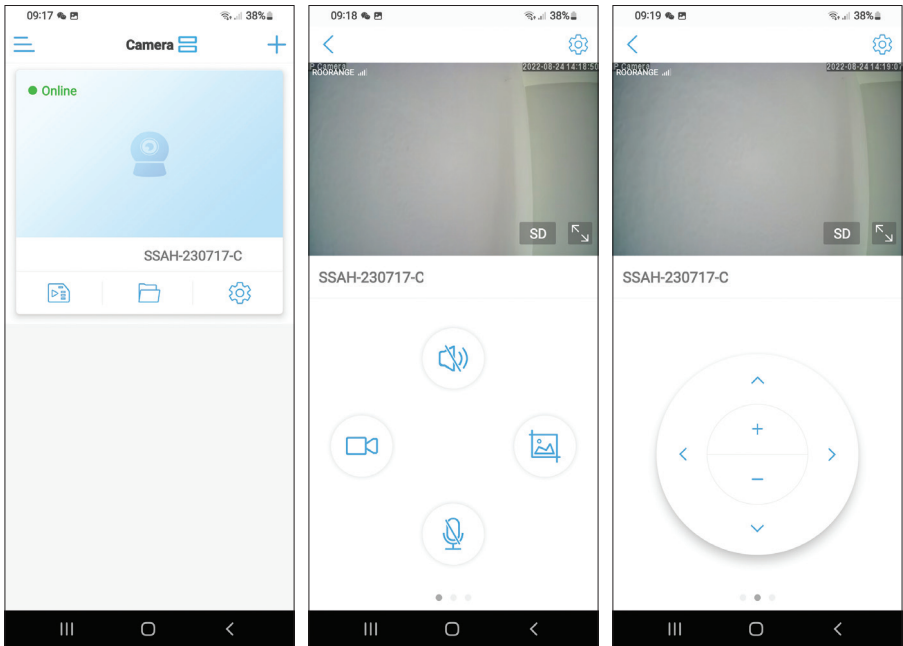 09:17 38%
Camera
Online
SSAH-230717-C
09:18 38%
P Camera 2022-08-24 14:18:50
ROORANGE
SD
SSAH-230717-C
09:19 38%
P Camera 2022-08-24 14:19:07
ROORANGE
SD
SSAH-230717-C